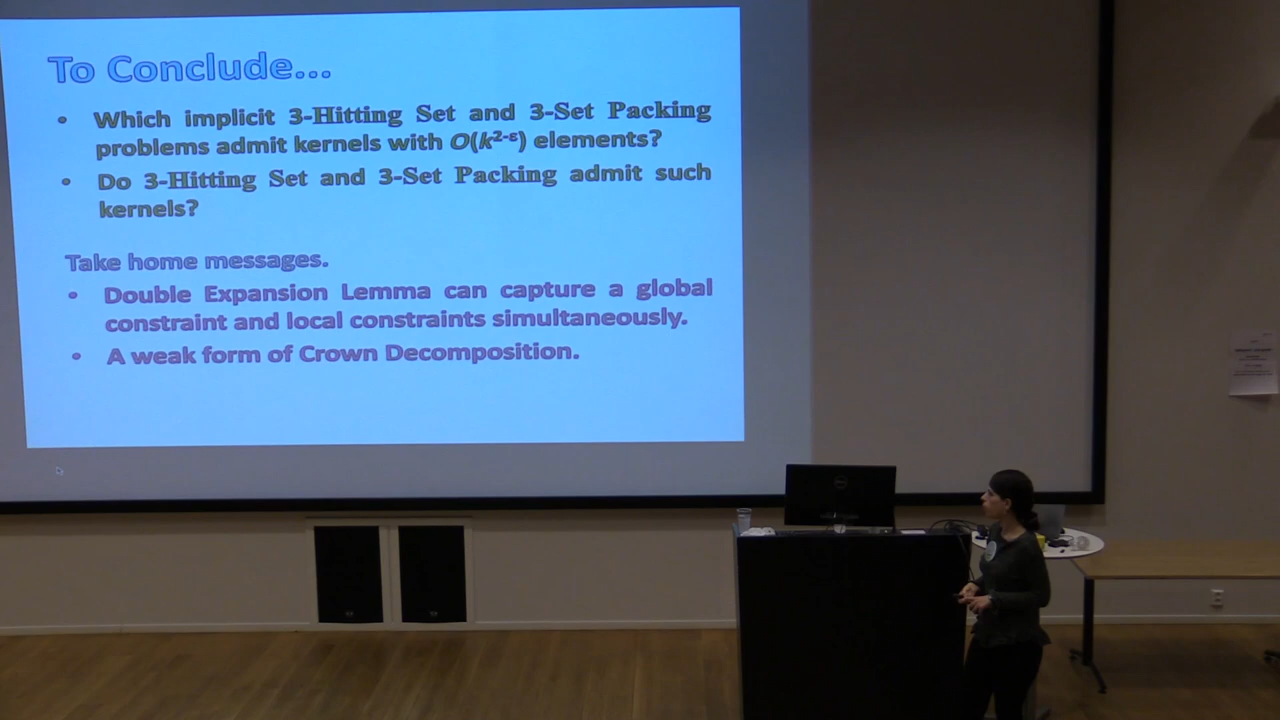 To Conclude...
• Which implicit 3-Hitting Set and 3-Set Packing
problems admit kernels with O(k²⁻ᵋ) elements?
• Do 3-Hitting Set and 3-Set Packing admit such
kernels?
Take home messages.
• Double Expansion Lemma can capture a global
constraint and local constraints simultaneously.
• A weak form of Crown Decomposition.